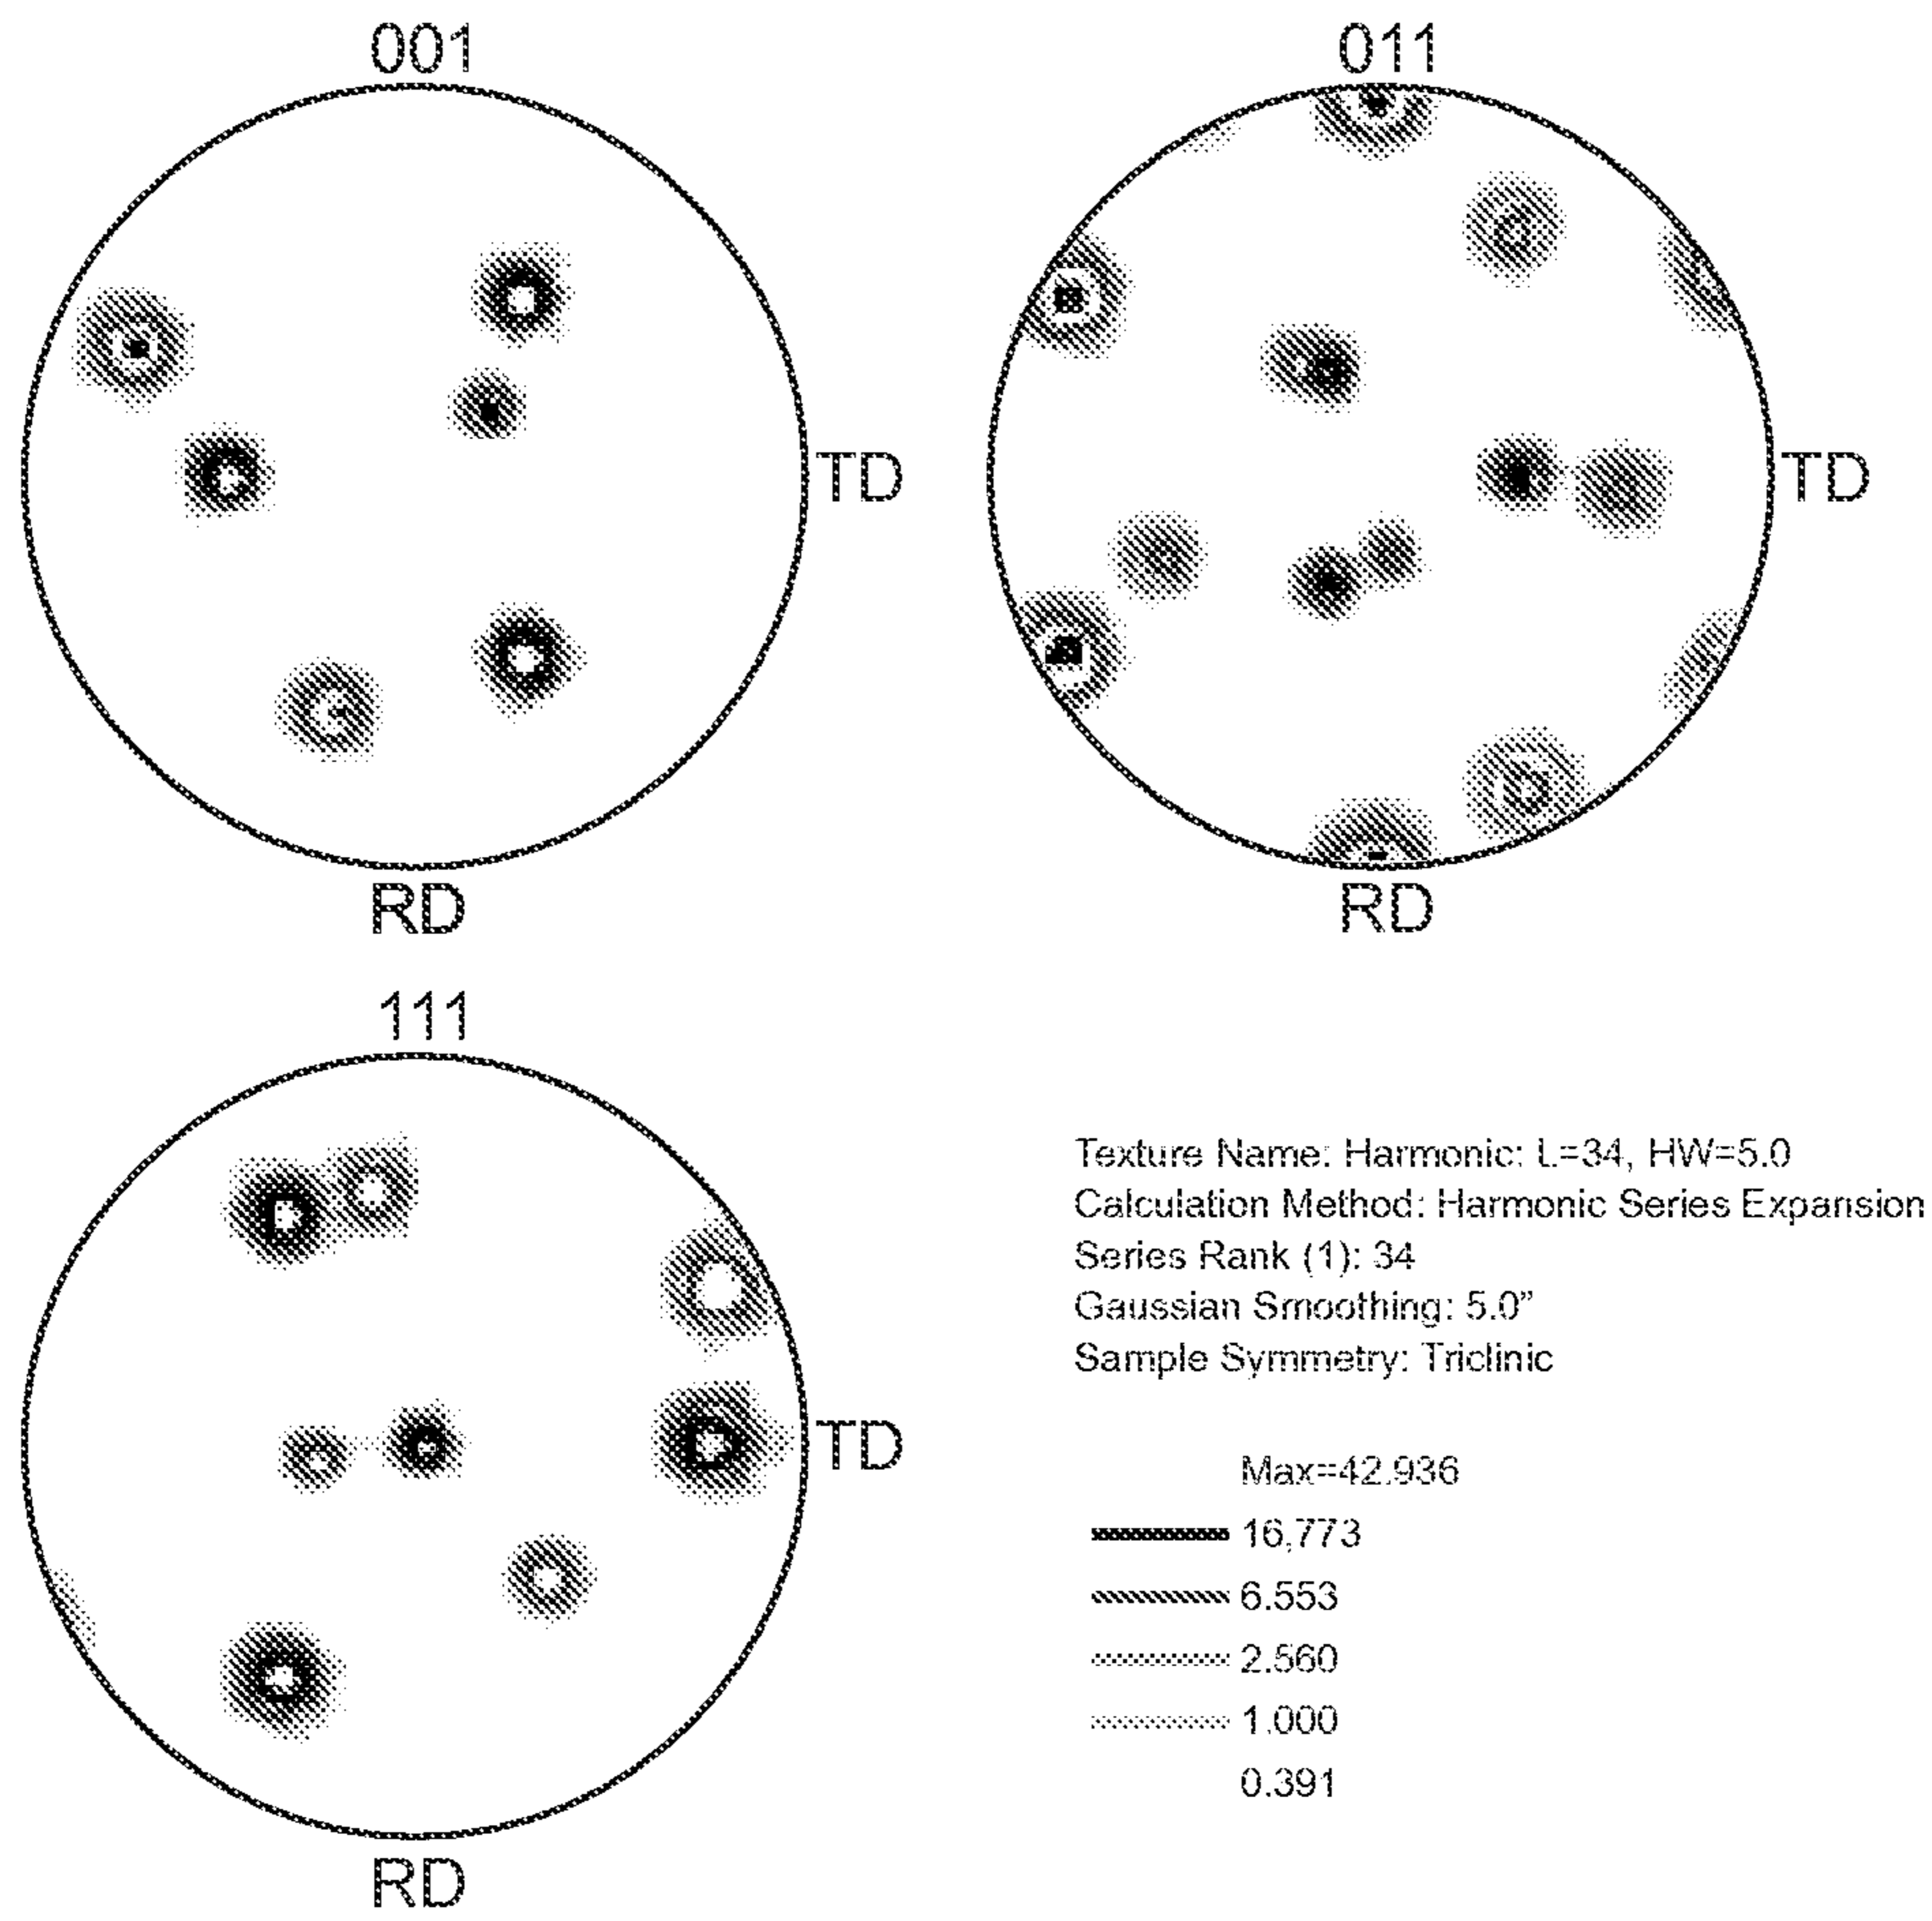 001
011
TD
TD
RD
RD
111
TD
RD
Texture Name: Harmonic: L=34, HW=5.0
Calculation Method: Harmonic Series Expansion
Series Rank (1): 34
Gaussian Smoothing: 5.0”
Sample Symmetry: Triclinic
Max=42.936
16,773
6.553
2.560
1.000
0.391